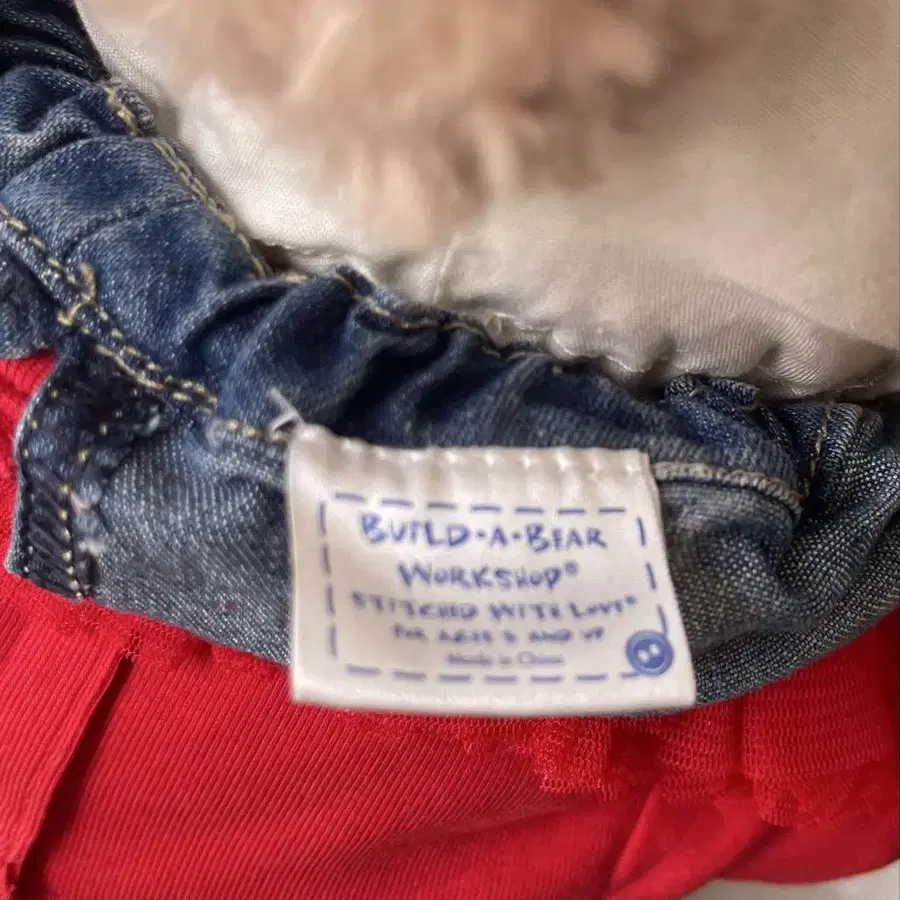 BUILD-A-BEAR
WORKSHOP®
STITCHED WITH LOVE®
FOR AGES 3 AND UP
Made in China